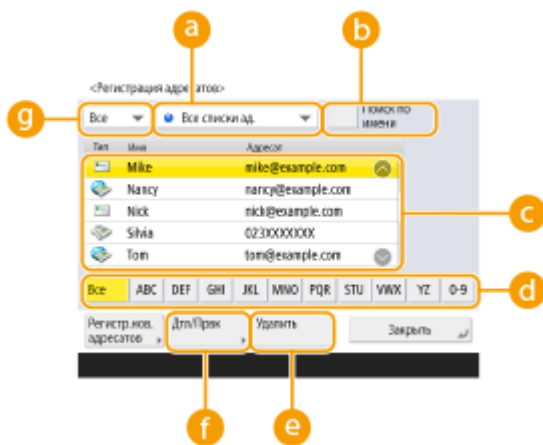 a
b
<Регистрация адресатов>
g
Все
Все списки ад.
Поиск по
имени
Тип Имя Адресат
Mike mike@example.com
Nancy nancy@example.com
c
Nick nick@example.com
Silvia 023XXXXXXX
Tom tom@example.com
Все ABC DEF GHI JKL MNO PQR STU VWX YZ 0-9
d
Регистр.нов.
адресатов
Дтл/Правк
Удалить
Закрыть
f
e